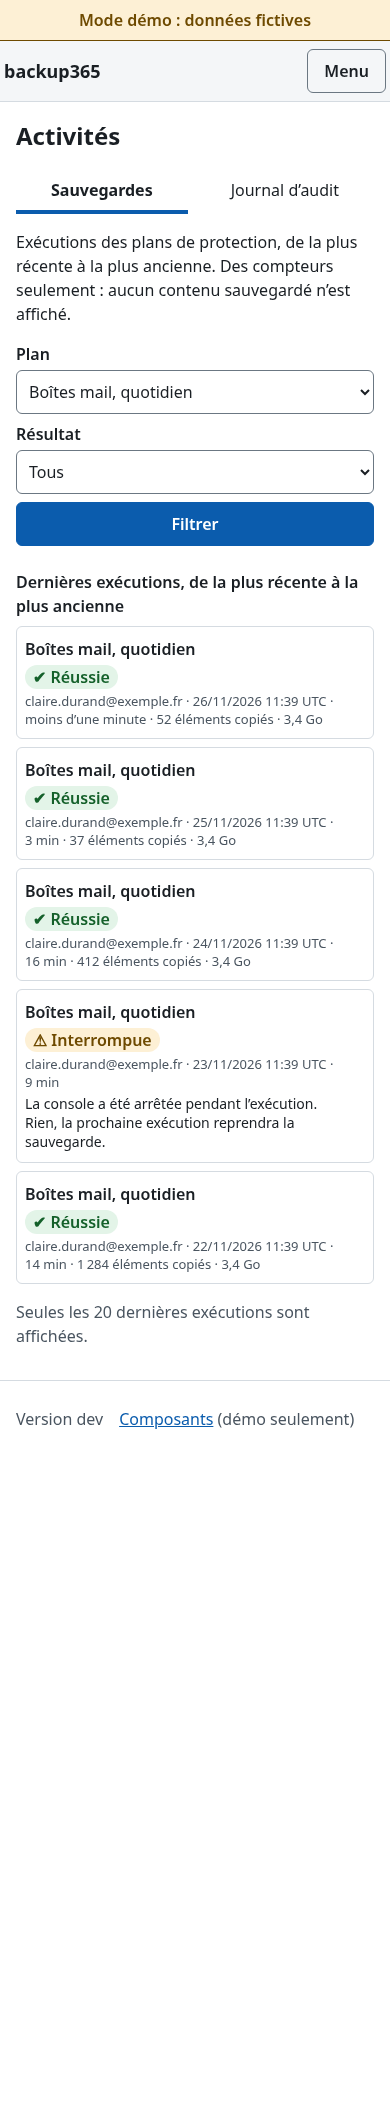 Mode démo : données fictives
backup365
Menu
Activités
Sauvegardes
Journal d’audit
Exécutions des plans de protection, de la plus
récente à la plus ancienne. Des compteurs
seulement : aucun contenu sauvegardé n’est
affiché.
Plan
Boîtes mail, quotidien
Résultat
Tous
Filtrer
Dernières exécutions, de la plus récente à la
plus ancienne
Boîtes mail, quotidien
✔ Réussie
claire.durand@exemple.fr · 26/11/2026 11:39 UTC ·
moins d’une minute · 52 éléments copiés · 3,4 Go
Boîtes mail, quotidien
✔ Réussie
claire.durand@exemple.fr · 25/11/2026 11:39 UTC ·
3 min · 37 éléments copiés · 3,4 Go
Boîtes mail, quotidien
✔ Réussie
claire.durand@exemple.fr · 24/11/2026 11:39 UTC ·
16 min · 412 éléments copiés · 3,4 Go
Boîtes mail, quotidien
⚠ Interrompue
claire.durand@exemple.fr · 23/11/2026 11:39 UTC ·
9 min
La console a été arrêtée pendant l’exécution.
Rien, la prochaine exécution reprendra la
sauvegarde.
Boîtes mail, quotidien
✔ Réussie
claire.durand@exemple.fr · 22/11/2026 11:39 UTC ·
14 min · 1 284 éléments copiés · 3,4 Go
Seules les 20 dernières exécutions sont
affichées.
Version dev Composants (démo seulement)